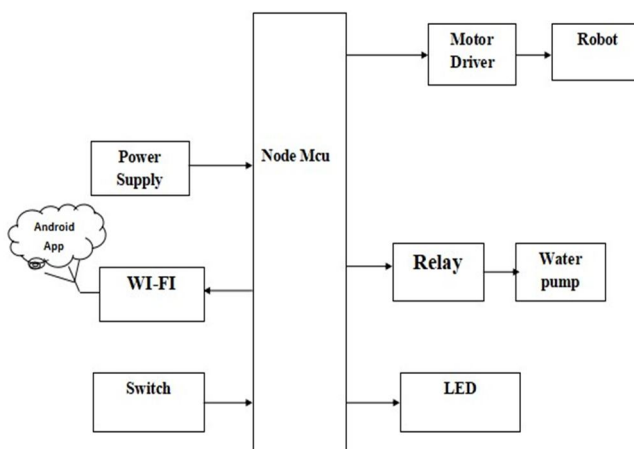 Motor
Driver
Robot
Node Mcu
Power
Supply
Android
App
WI-FI
Relay
Water
pump
Switch
LED